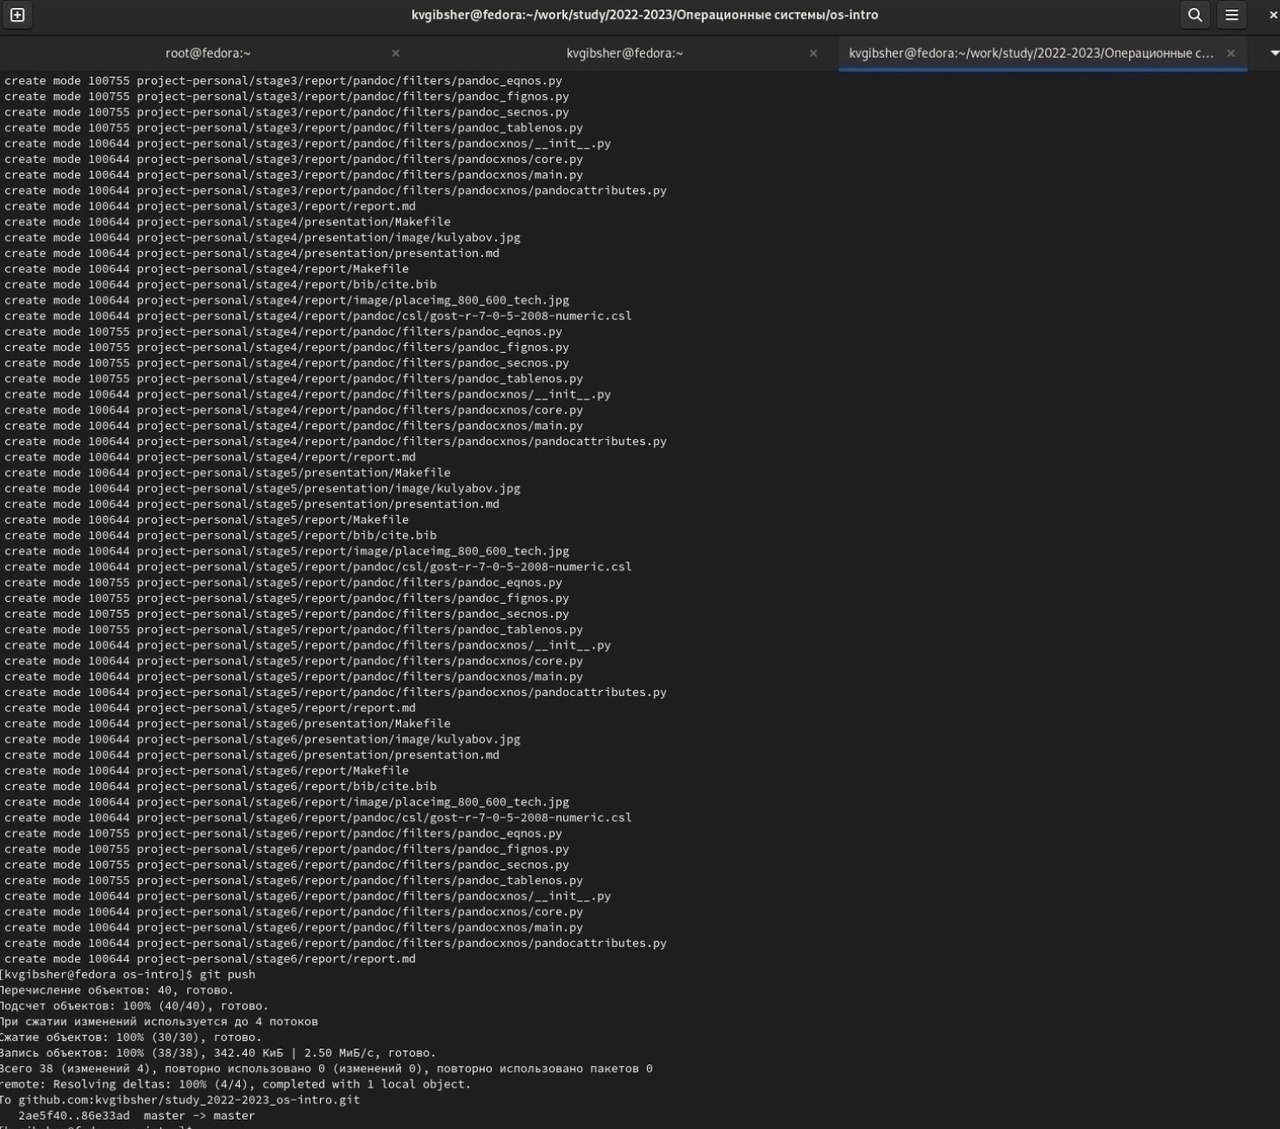 kvgibsher@fedora:~/work/study/2022-2023/Операционные системы/os-intro
root@fedora:~
kvgibsher@fedora:~
kvgibsher@fedora:~/work/study/2022-2023/Операционные с...
create mode 100755 project-personal/stage3/report/pandoc/filters/pandoc_eqnos.py
create mode 100755 project-personal/stage3/report/pandoc/filters/pandoc_fignos.py
create mode 100755 project-personal/stage3/report/pandoc/filters/pandoc_secnos.py
create mode 100755 project-personal/stage3/report/pandoc/filters/pandoc_tablenos.py
create mode 100644 project-personal/stage3/report/pandoc/filters/pandocxnos/__init__.py
create mode 100644 project-personal/stage3/report/pandoc/filters/pandocxnos/core.py
create mode 100644 project-personal/stage3/report/pandoc/filters/pandocxnos/main.py
create mode 100644 project-personal/stage3/report/pandoc/filters/pandocxnos/pandocattributes.py
create mode 100644 project-personal/stage3/report/report.md
create mode 100644 project-personal/stage4/presentation/Makefile
create mode 100644 project-personal/stage4/presentation/image/kulyabov.jpg
create mode 100644 project-personal/stage4/presentation/presentation.md
create mode 100644 project-personal/stage4/report/Makefile
create mode 100644 project-personal/stage4/report/bib/cite.bib
create mode 100644 project-personal/stage4/report/image/placeimg_800_600_tech.jpg
create mode 100644 project-personal/stage4/report/pandoc/csl/gost-r-7-0-5-2008-numeric.csl
create mode 100755 project-personal/stage4/report/pandoc/filters/pandoc_eqnos.py
create mode 100755 project-personal/stage4/report/pandoc/filters/pandoc_fignos.py
create mode 100755 project-personal/stage4/report/pandoc/filters/pandoc_secnos.py
create mode 100755 project-personal/stage4/report/pandoc/filters/pandoc_tablenos.py
create mode 100644 project-personal/stage4/report/pandoc/filters/pandocxnos/__init__.py
create mode 100644 project-personal/stage4/report/pandoc/filters/pandocxnos/core.py
create mode 100644 project-personal/stage4/report/pandoc/filters/pandocxnos/main.py
create mode 100644 project-personal/stage4/report/pandoc/filters/pandocxnos/pandocattributes.py
create mode 100644 project-personal/stage4/report/report.md
create mode 100644 project-personal/stage5/presentation/Makefile
create mode 100644 project-personal/stage5/presentation/image/kulyabov.jpg
create mode 100644 project-personal/stage5/presentation/presentation.md
create mode 100644 project-personal/stage5/report/Makefile
create mode 100644 project-personal/stage5/report/bib/cite.bib
create mode 100644 project-personal/stage5/report/image/placeimg_800_600_tech.jpg
create mode 100644 project-personal/stage5/report/pandoc/csl/gost-r-7-0-5-2008-numeric.csl
create mode 100755 project-personal/stage5/report/pandoc/filters/pandoc_eqnos.py
create mode 100755 project-personal/stage5/report/pandoc/filters/pandoc_fignos.py
create mode 100755 project-personal/stage5/report/pandoc/filters/pandoc_secnos.py
create mode 100755 project-personal/stage5/report/pandoc/filters/pandoc_tablenos.py
create mode 100644 project-personal/stage5/report/pandoc/filters/pandocxnos/__init__.py
create mode 100644 project-personal/stage5/report/pandoc/filters/pandocxnos/core.py
create mode 100644 project-personal/stage5/report/pandoc/filters/pandocxnos/main.py
create mode 100644 project-personal/stage5/report/pandoc/filters/pandocxnos/pandocattributes.py
create mode 100644 project-personal/stage5/report/report.md
create mode 100644 project-personal/stage6/presentation/Makefile
create mode 100644 project-personal/stage6/presentation/image/kulyabov.jpg
create mode 100644 project-personal/stage6/presentation/presentation.md
create mode 100644 project-personal/stage6/report/Makefile
create mode 100644 project-personal/stage6/report/bib/cite.bib
create mode 100644 project-personal/stage6/report/image/placeimg_800_600_tech.jpg
create mode 100644 project-personal/stage6/report/pandoc/csl/gost-r-7-0-5-2008-numeric.csl
create mode 100755 project-personal/stage6/report/pandoc/filters/pandoc_eqnos.py
create mode 100755 project-personal/stage6/report/pandoc/filters/pandoc_fignos.py
create mode 100755 project-personal/stage6/report/pandoc/filters/pandoc_secnos.py
create mode 100755 project-personal/stage6/report/pandoc/filters/pandoc_tablenos.py
create mode 100644 project-personal/stage6/report/pandoc/filters/pandocxnos/__init__.py
create mode 100644 project-personal/stage6/report/pandoc/filters/pandocxnos/core.py
create mode 100644 project-personal/stage6/report/pandoc/filters/pandocxnos/main.py
create mode 100644 project-personal/stage6/report/pandoc/filters/pandocxnos/pandocattributes.py
create mode 100644 project-personal/stage6/report/report.md
[kvgibsher@fedora os-intro]$ git push
Перечисление объектов: 40, готово.
Подсчет объектов: 100% (40/40), готово.
При сжатии изменений используется до 4 потоков
Сжатие объектов: 100% (30/30), готово.
Запись объектов: 100% (38/38), 342.40 КиБ | 2.50 МиБ/с, готово.
Всего 38 (изменений 4), повторно использовано 0 (изменений 0), повторно использовано пакетов 0
remote: Resolving deltas: 100% (4/4), completed with 1 local object.
To github.com:kvgibsher/study_2022-2023_os-intro.git
2ae5f40..86e33ad master -> master